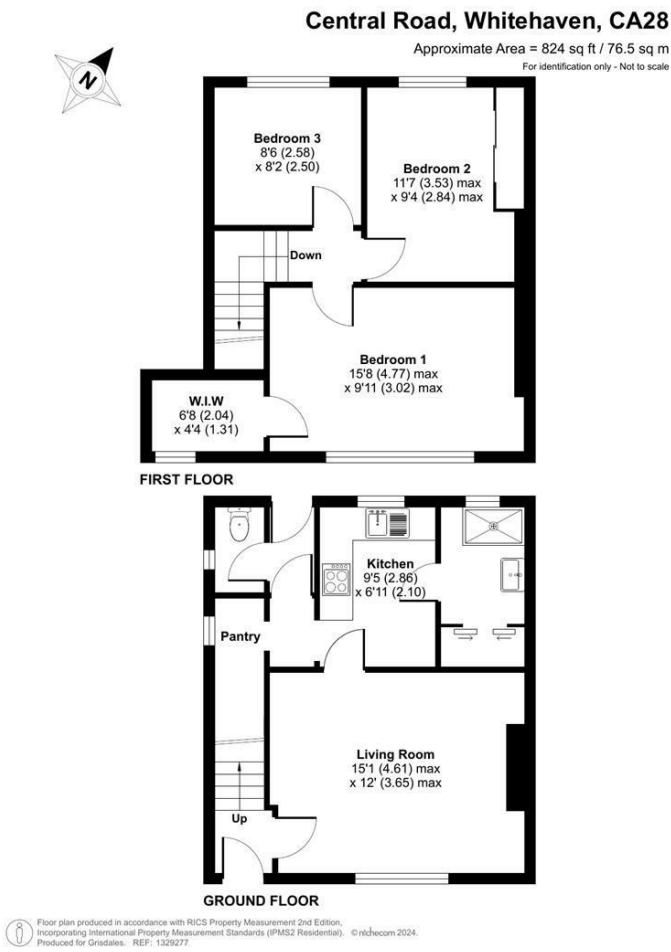 Central Road, Whitehaven, CA28
Approximate Area = 824 sq ft / 76.5 sq m
For identification only - Not to scale
N
Bedroom 3
8'6 (2.58)
x 8'2 (2.50)
Bedroom 2
11'7 (3.53) max
x 9'4 (2.84) max
Down
Bedroom 1
15'8 (4.77) max
x 9'11 (3.02) max
W.I.W
6'8 (2.04)
x 4'4 (1.31)
FIRST FLOOR
Kitchen
9'5 (2.86)
x 6'11 (2.10)
Pantry
Living Room
15'1 (4.61) max
x 12' (3.65) max
Up
GROUND FLOOR
Floor plan produced in accordance with RICS Property Measurement 2nd Edition,
Incorporating International Property Measurement Standards (IPMS2 Residential). © nichecom 2024.
Produced for Grisdales. REF: 1329277